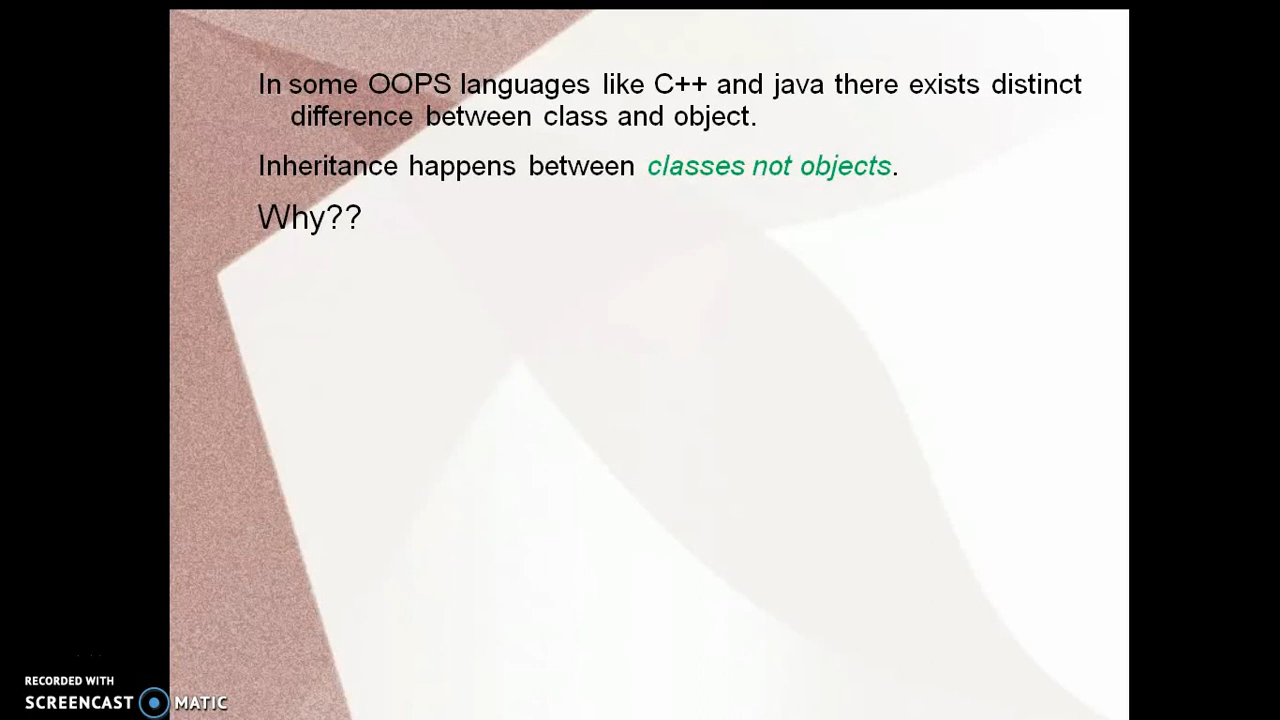 In some OOPS languages like C++ and java there exists distinct
difference between class and object.
Inheritance happens between classes not objects.
Why??
RECORDED WITH
SCREENCAST MATIC